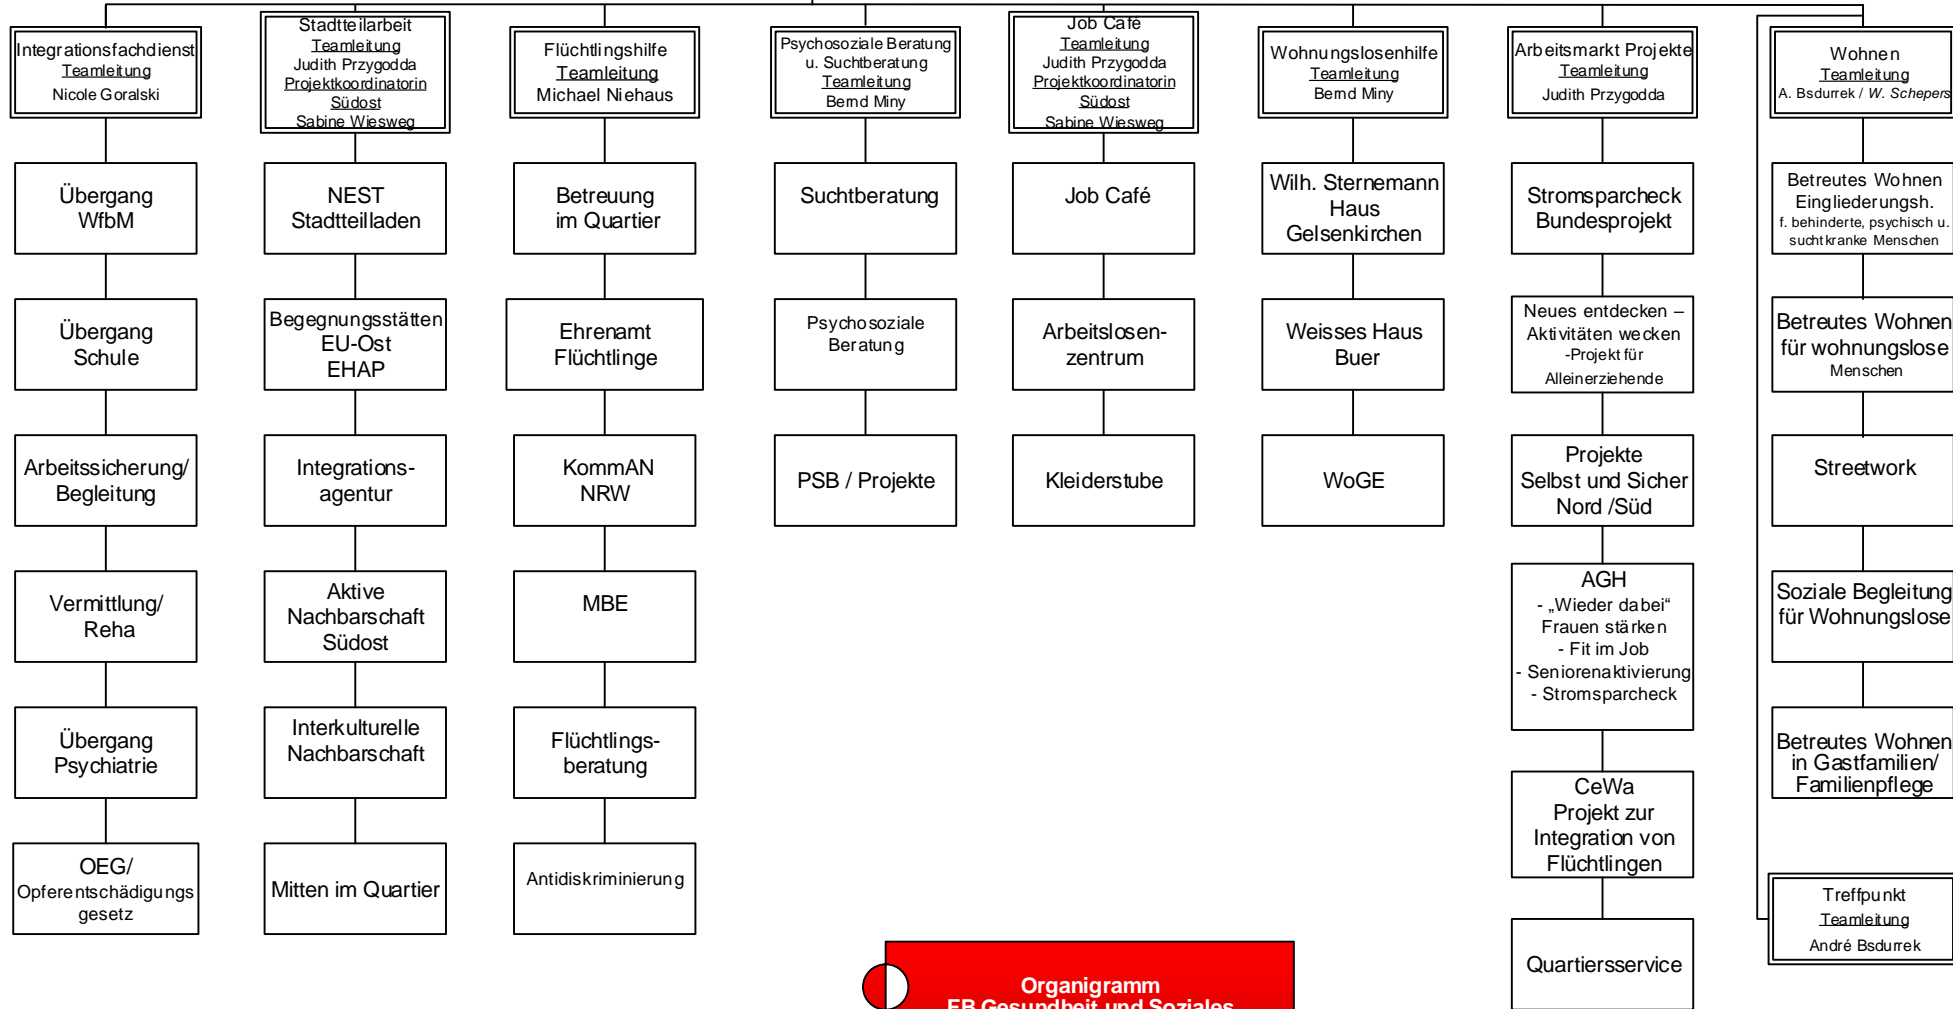 Integrationsfachdienst
Teamleitung
Nicole Goralski
Übergang
WfbM
Übergang
Schule
Arbeitssicherung/
Begleitung
Vermittlung/
Reha
Übergang
Psychiatrie
OEG/
Opferentschädigungs
gesetz
Stadtteilarbeit
Teamleitung
Judith Przygodda
Projektkoordinatorin
Südost
Sabine Wiesweg
NEST
Stadtteilladen
Begegnungsstätten
EU-Ost
EHAP
Integrations-
agentur
Aktive
Nachbarschaft
Südost
Interkulturelle
Nachbarschaft
Mitten im Quartier
Flüchtlingshilfe
Teamleitung
Michael Niehaus
Betreuung
im Quartier
Ehrenamt
Flüchtlinge
KommAN
NRW
MBE
Flüchtlings-
beratung
Antidiskriminierung
Psychosoziale Beratung
u. Suchtberatung
Teamleitung
Bernd Miny
Suchtberatung
Psychosoziale
Beratung
PSB / Projekte
Job Café
Teamleitung
Judith Przygodda
Projektkoordinatorin
Südost
Sabine Wiesweg
Job Café
Arbeitslosen-
zentrum
Kleiderstube
Wohnungslosenhilfe
Teamleitung
Bernd Miny
Wilh. Sternemann
Haus
Gelsenkirchen
Weisses Haus
Buer
WoGE
Arbeitsmarkt Projekte
Teamleitung
Judith Przygodda
Stromsparcheck
Bundesprojekt
Neues entdecken –
Aktivitäten wecken
-Projekt für
Alleinerziehende
Projekte
Selbst und Sicher
Nord /Süd
AGH
- „Wieder dabei“
Frauen stärken
- Fit im Job
- Seniorenaktivierung
- Stromsparcheck
CeWa
Projekt zur
Integration von
Flüchtlingen
Quartiersservice
Wohnen
Teamleitung
A. Bsdurrek / W. Schepers
Betreutes Wohnen
Eingliederungsh.
f. behinderte, psychisch u.
suchtkranke Menschen
Betreutes Wohnen
für wohnungslose
Menschen
Streetwork
Soziale Begleitung
für Wohnungslose
Betreutes Wohnen
in Gastfamilien/
Familienpflege
Treffpunkt
Teamleitung
André Bsdurrek
Organigramm
FB Gesundheit und Soziales